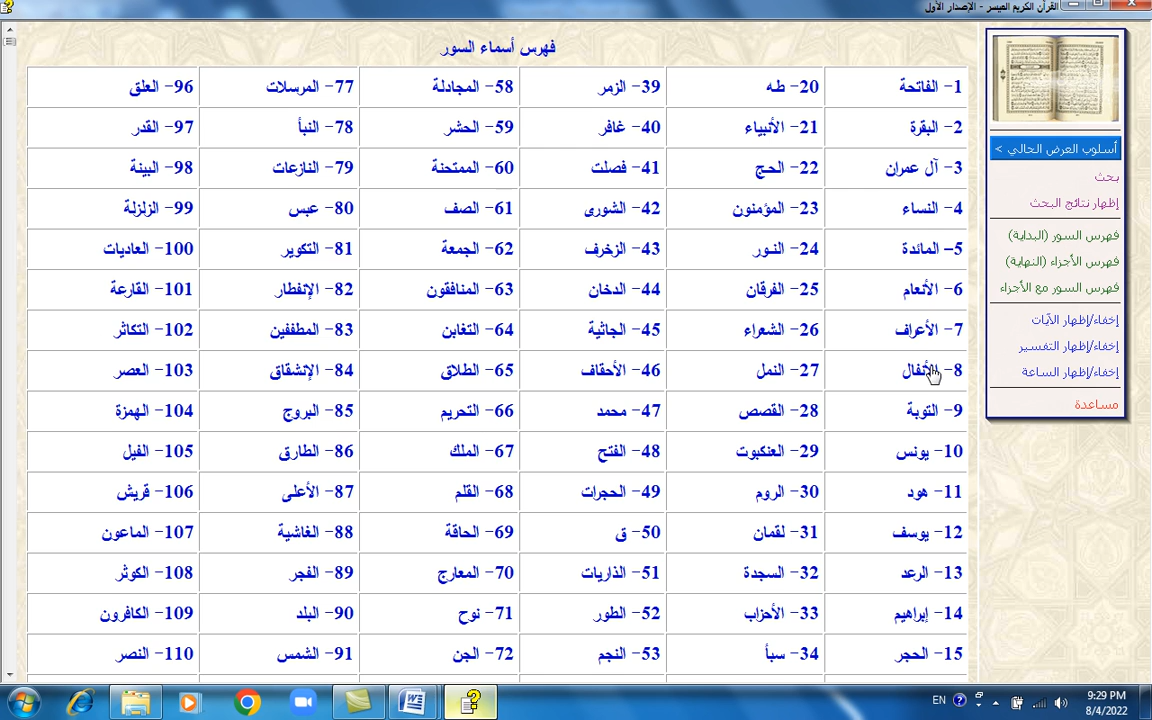 القرآن الكريم الميسر - الإصدار الأول
فهرس أسماء السور
1- الفاتحة 20- طـه 39- الزمر 58- المجادلة 77- المرسلات 96- العلق
2- البقرة 21- الأنبياء 40- غافر 59- الحشر 78- النبأ 97- القدر
3- آل عمران 22- الحـج 41- فصلت 60- الممتحنة 79- النازعات 98- البينة
4- النساء 23- المؤمنون 42- الشورى 61- الصف 80- عبس 99- الزلزلة
5- المائدة 24- النـور 43- الزخرف 62- الجمعة 81- التكوير 100- العاديات
6- الأنعام 25- الفرقان 44- الدخان 63- المنافقون 82- الإنفطار 101- القارعة
7- الأعراف 26- الشعراء 45- الجاثية 64- التغابن 83- المطففين 102- التكاثر
8- الأنفال 27- النمل 46- الأحقاف 65- الطلاق 84- الإنشقاق 103- العصر
9- التوبة 28- القصص 47- محمد 66- التحريم 85- البروج 104- الهمزة
10- يونس 29- العنكبوت 48- الفتح 67- الملك 86- الطارق 105- الفيل
11- هود 30- الروم 49- الحجرات 68- القلم 87- الأعلى 106- قريش
12- يوسف 31- لقمان 50- ق 69- الحاقة 88- الغاشية 107- الماعون
13- الرعد 32- السجدة 51- الذاريات 70- المعارج 89- الفجر 108- الكوثر
14- إبراهيم 33- الأحزاب 52- الطور 71- نوح 90- البلد 109- الكافرون
15- الحجر 34- سبأ 53- النجم 72- الجن 91- الشمس 110- النصر
أسلوب العرض الحالي >
بحث
إظهار نتائج البحث
فهرس السور (البداية)
فهرس الأجزاء (النهاية)
فهرس السور مع الأجزاء
إخفاء/إظهار الآيات
إخفاء/إظهار التفسير
إخفاء/إظهار الساعة
مساعدة
EN
9:29 PM
8/4/2022